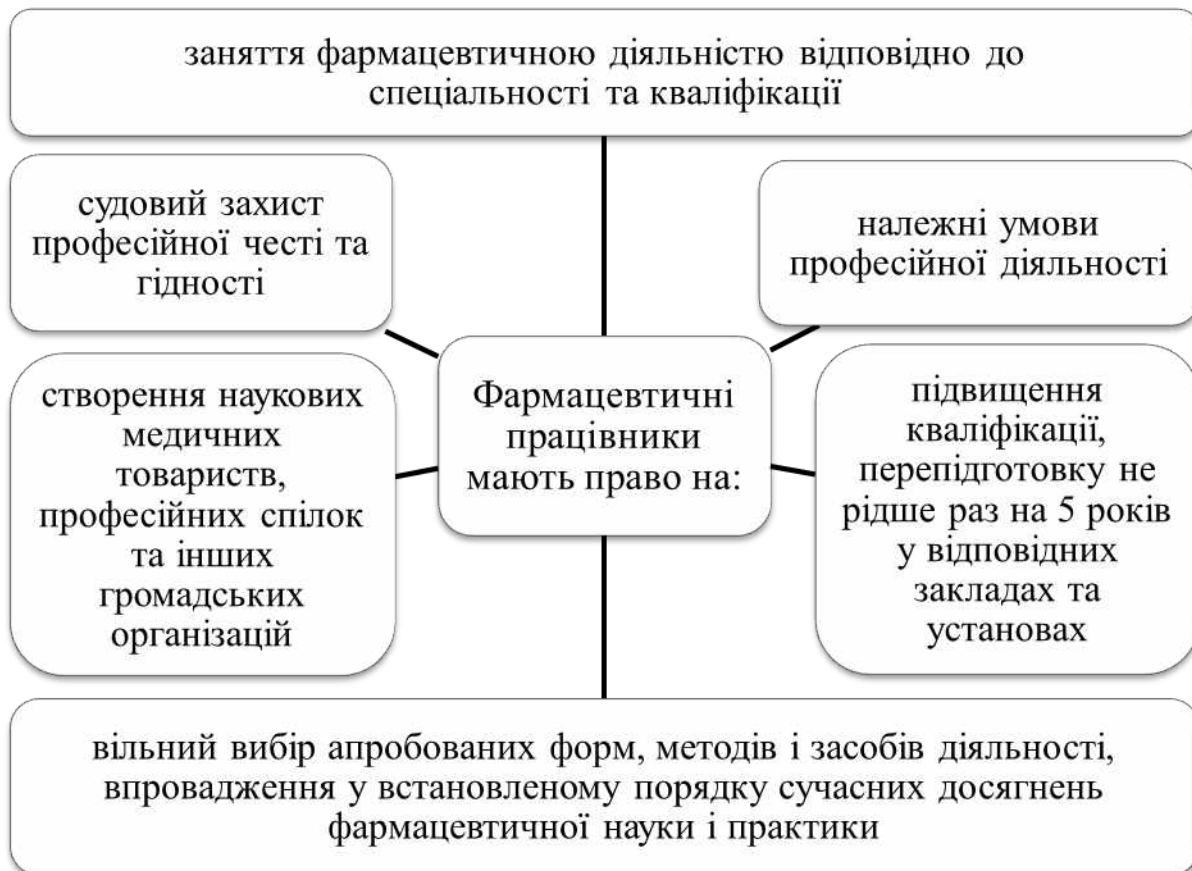 заняття фармацевтичною діяльністю відповідно до
спеціальності та кваліфікації
судовий захист
професійної честі та
гідності
належні умови
професійної діяльності
створення наукових
медичних
товариств,
професійних спілок
та інших
громадських
організацій
Фармацевтичні
працівники
мають право на:
підвищення
кваліфікації,
перепідготовку не
рідше раз на 5 років
у відповідних
закладах та
установах
вільний вибір апробованих форм, методів і засобів діяльності,
впровадження у встановленому порядку сучасних досягнень
фармацевтичної науки і практики